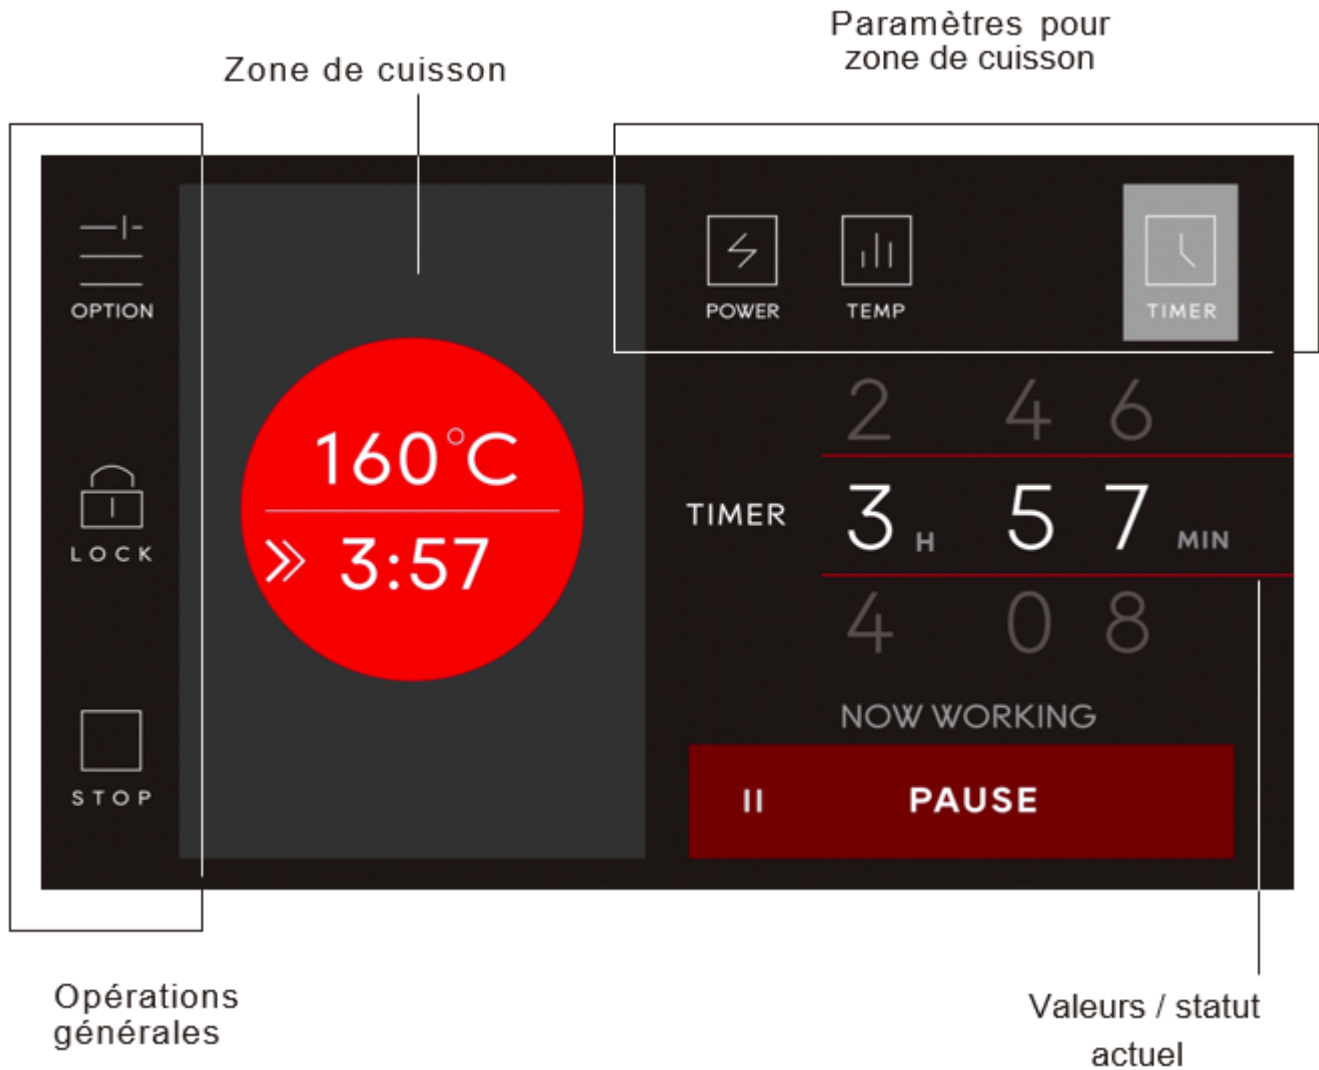 Paramètres pour
zone de cuisson
Zone de cuisson
OPTION
LOCK
STOP
160°C
3:57
POWER
TEMP
TIMER
2 4 6
TIMER 3 H 5 7 MIN
4 0 8
NOW WORKING
PAUSE
Opérations
générales
Valeurs / statut
actuel